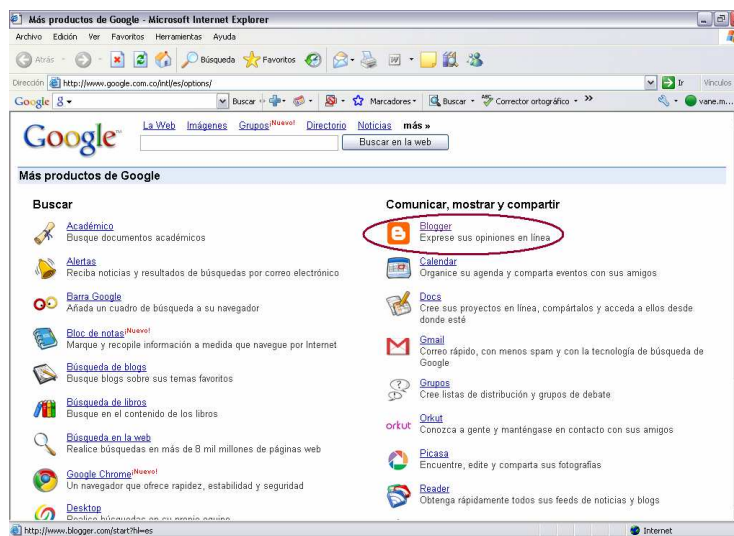 Más productos de Google - Microsoft Internet Explorer
Archivo Edición Ver Favoritos Herramientas Ayuda
Atrás Búsqueda Favoritos
Dirección http://www.google.com.co/intl/es/options/ Ir Vínculos
Google Buscar Marcadores Buscar Corrector ortográfico » vane.m...
Google La Web Imágenes Grupos ¡Nuevo! Directorio Noticias más »
Buscar en la web
Más productos de Google
Buscar
Académico
Busque documentos académicos
Alertas
Reciba noticias y resultados de búsquedas por correo electrónico
Barra Google
Añada un cuadro de búsqueda a su navegador
Bloc de notas ¡Nuevo!
Marque y recopile información a medida que navegue por Internet
Búsqueda de blogs
Busque blogs sobre sus temas favoritos
Búsqueda de libros
Busque en el contenido de los libros
Búsqueda en la web
Realice búsquedas en más de 8 mil millones de páginas web
Google Chrome ¡Nuevo!
Un navegador que ofrece rapidez, estabilidad y seguridad
Desktop
Realice búsquedas en su propio equipo
Comunicar, mostrar y compartir
Blogger
Exprese sus opiniones en línea
Calendar
Organice su agenda y comparta eventos con sus amigos
Docs
Cree sus proyectos en línea, compártalos y acceda a ellos desde
donde esté
Gmail
Correo rápido, con menos spam y con la tecnología de búsqueda de
Google
Grupos
Cree listas de distribución y grupos de debate
orkut Orkut
Conozca a gente y manténgase en contacto con sus amigos
Picasa
Encuentre, edite y comparta sus fotografías
Reader
Obtenga rápidamente todos sus feeds de noticias y blogs
http://www.blogger.com/start?hl=es Internet